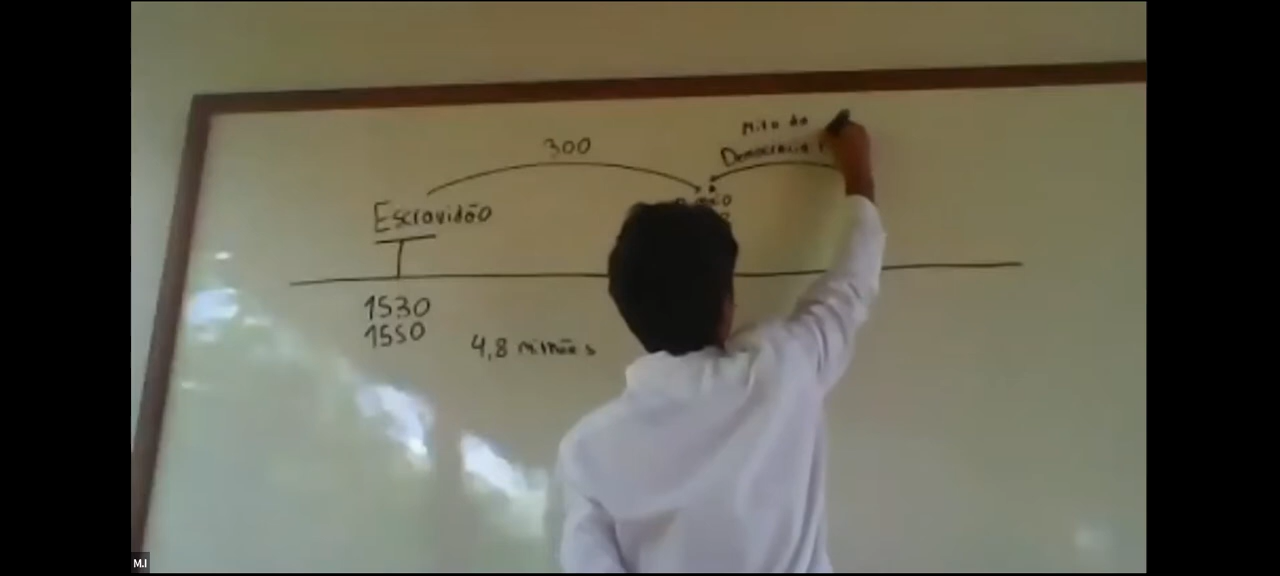 Mito da
300
Democracia
Escravidão
1530
1550
4,8 milhões
M.I